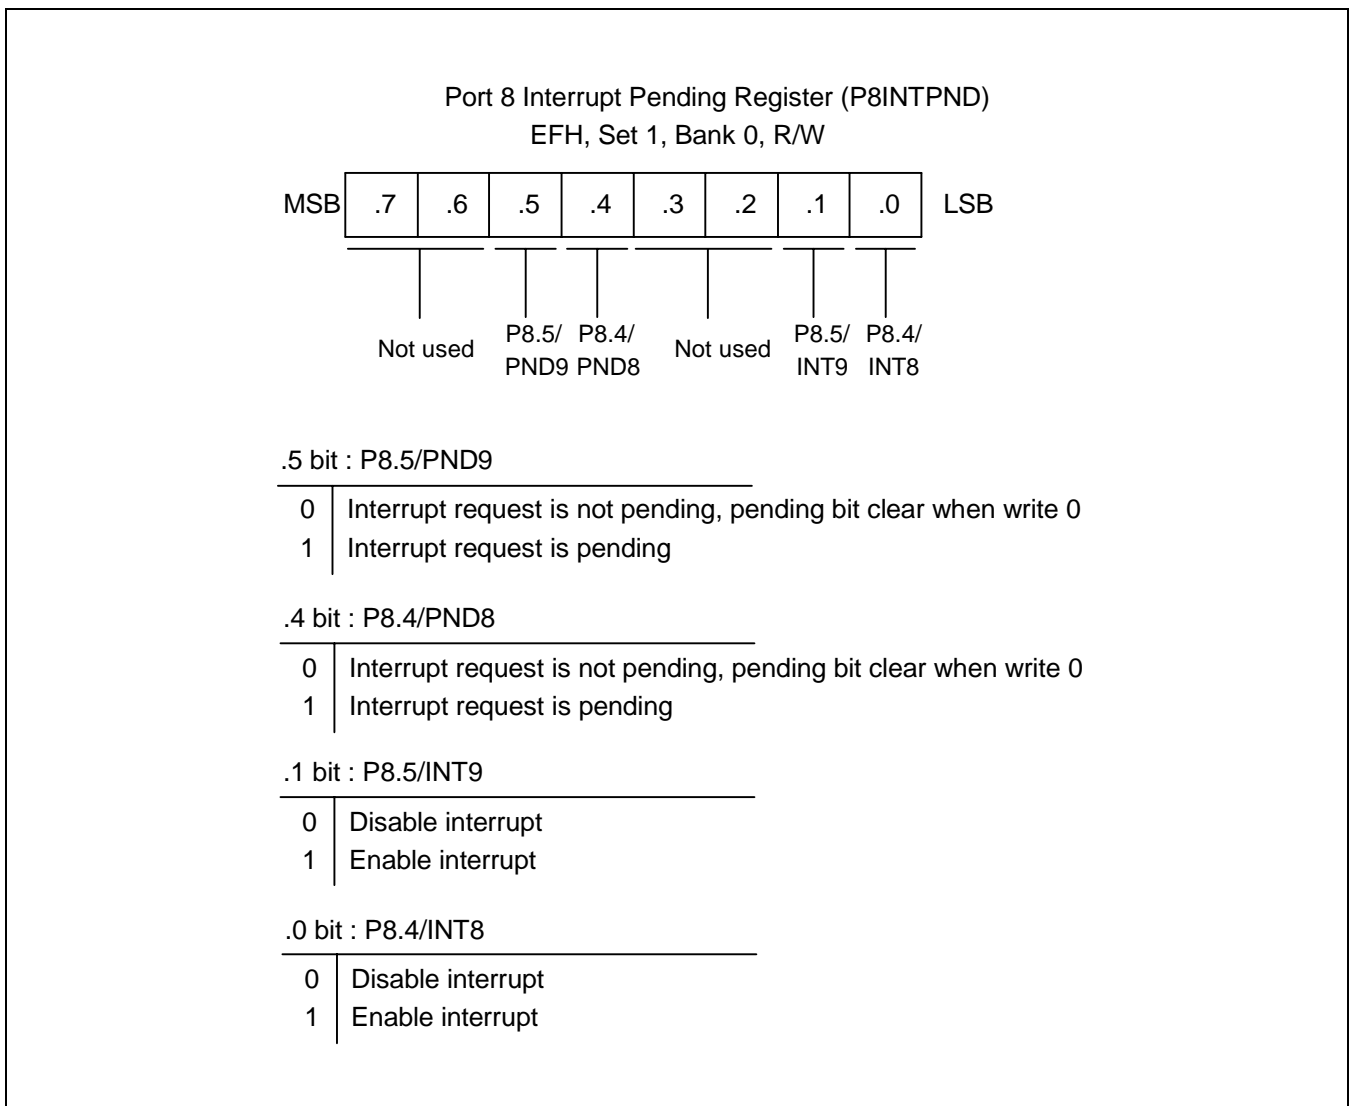 Port 8 Interrupt Pending Register (P8INTPND)
EFH, Set 1, Bank 0, R/W
MSB .7 .6 .5 .4 .3 .2 .1 .0 LSB
Not used P8.5/ PND9 P8.4/ PND8 Not used P8.5/ INT9 P8.4/ INT8
.5 bit : P8.5/PND9
0 Interrupt request is not pending, pending bit clear when write 0
1 Interrupt request is pending
.4 bit : P8.4/PND8
0 Interrupt request is not pending, pending bit clear when write 0
1 Interrupt request is pending
.1 bit : P8.5/INT9
0 Disable interrupt
1 Enable interrupt
.0 bit : P8.4/INT8
0 Disable interrupt
1 Enable interrupt